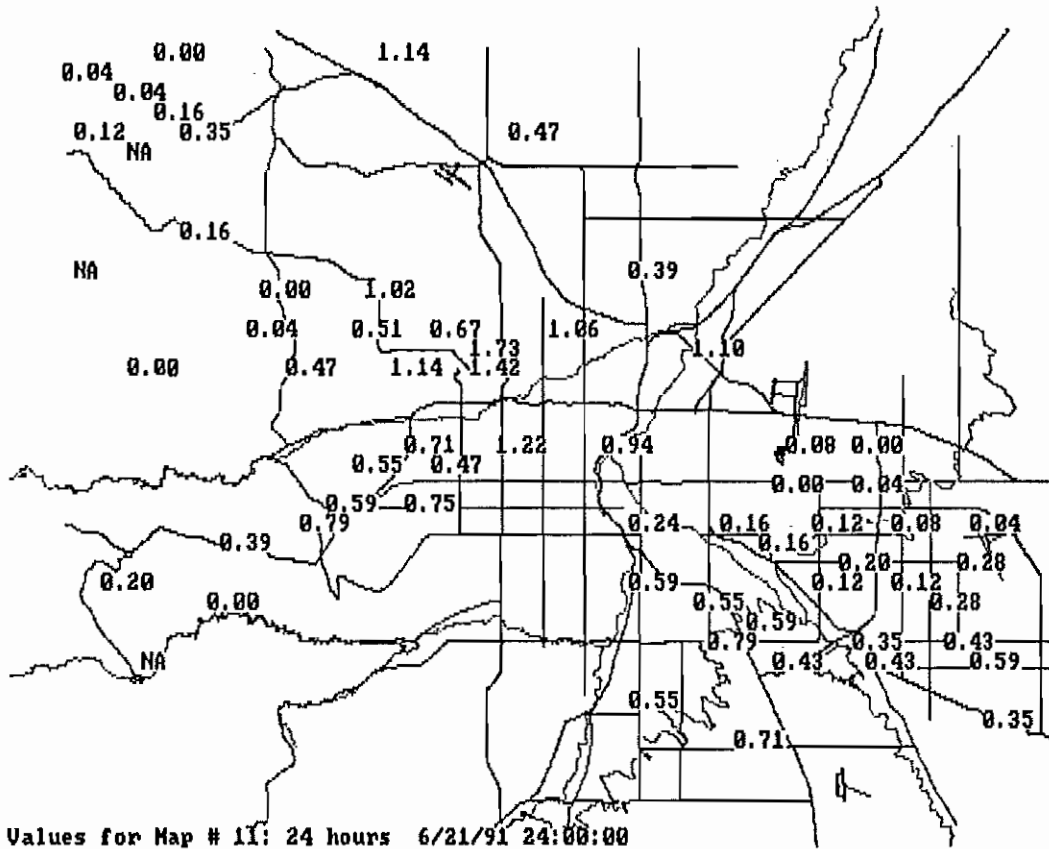 0.00 1.14
0.04
0.04
0.16
0.12 0.35 0.47
NA
0.16
NA 0.39
0.00 1.02
0.04 0.51 0.67 1.06
1.73 1.10
0.00 0.47 1.14 1.42
0.71 1.22 0.94 0.08 0.00
0.55 0.47
0.00 0.04
0.59 0.75
0.79 0.24 0.16 0.12 0.08 0.04
0.39 0.16
0.20 0.28
0.20 0.59 0.12 0.12
0.00 0.55 0.28
0.59
0.79 0.35 0.43
NA 0.43 0.43 0.59
0.55
0.35
0.71
Values for Map # 11: 24 hours 6/21/91 24:00:00